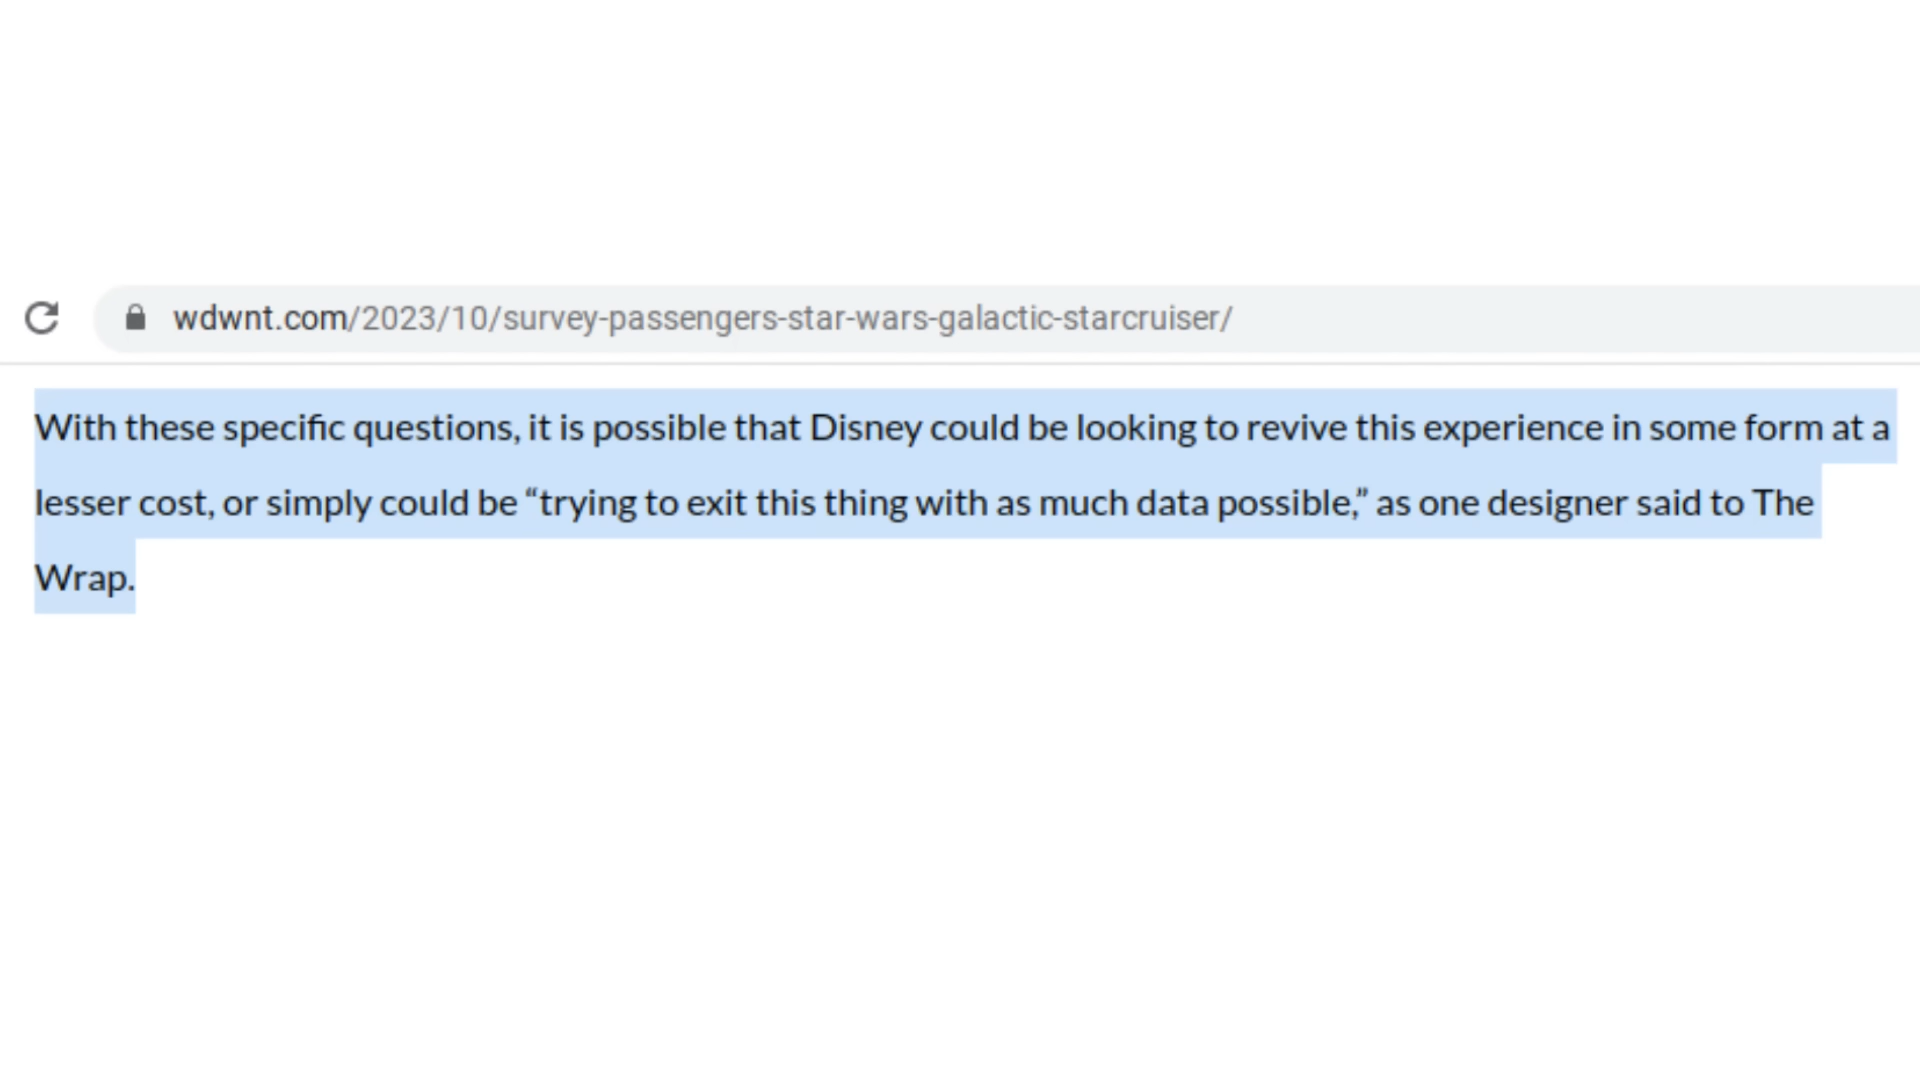 wdwnt.com/2023/10/survey-passengers-star-wars-galactic-starcruiser/
With these specific questions, it is possible that Disney could be looking to revive this experience in some form at a
lesser cost, or simply could be “trying to exit this thing with as much data possible,” as one designer said to The
Wrap.